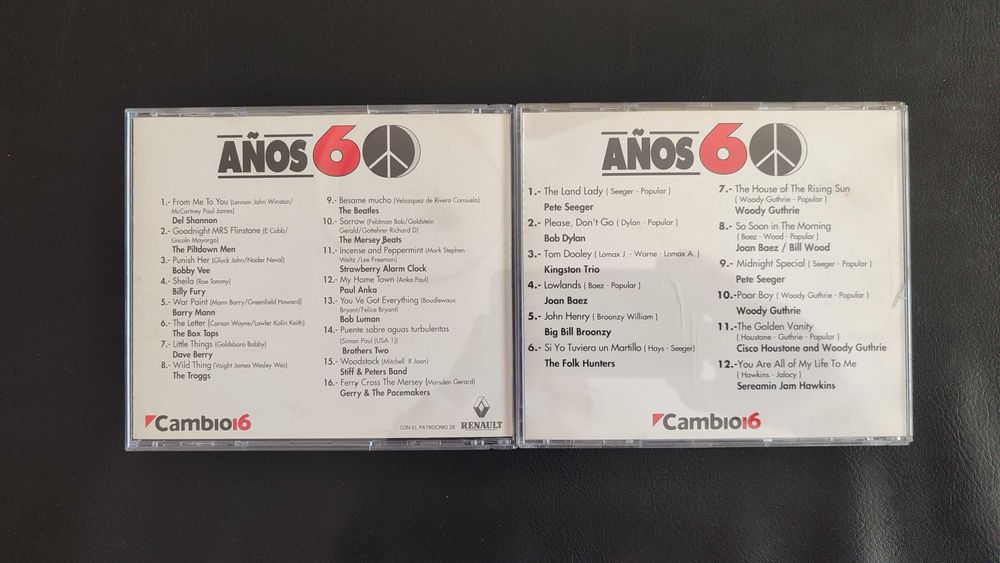 AÑOS 60
1.- From Me To You (Lennon John Winston/
McCartney Paul James)
Del Shannon
2.- Goodnight MRS Flinstone (E Cobb/
Lincoln Mayorga)
The Piltdown Men
3.- Punish Her (Gluck John/Nader Neval)
Bobby Vee
4.- Sheila (Roe Tommy)
Billy Fury
5.- War Paint (Mann Barry/Greenfield Howard)
Barry Mann
6.- The Letter (Carson Wayne/Lawler Kolin Keith)
The Box Tops
7.- Little Things (Goldsboro Bobby)
Dave Berry
8.- Wild Thing (Voight James Wesley Wes)
The Troggs
9.- Besame mucho (Velazquez de Rivero Consuelo)
The Beatles
10.- Sorrow (Feldman Bob/Goldstein
Gerald/Gottehrer Richard D)
The Mersey Beats
11.- Incense and Peppermint (Mark Stephen
Weitz /Lee Freeman)
Strawberry Alarm Clock
12.- My Home Town (Anka Paul)
Paul Anka
13.- You Ve Got Everything (Boudlewaux
Bryant/Felice Bryant)
Bob Luman
14.- Puente sobre aguas turbulentas
(Simon Paul (USA 1))
Brothers Two
15.- Woodstock (Mitchell R Joan)
Stiff & Peters Band
16.- Ferry Cross The Mersey (Marsden Gerard)
Gerry & The Pacemakers
Cambio16
CON EL PATROCINIO DE RENAULT
AÑOS 60
1.- The Land Lady ( Seeger - Popular )
Pete Seeger
2.- Please, Don't Go ( Dylan - Popular )
Bob Dylan
3.- Tom Dooley ( Lomax J. - Warne - Lomax A. )
Kingston Trio
4.- Lowlands ( Baez - Popular )
Joan Baez
5.- John Henry ( Broonzy William )
Big Bill Broonzy
6.- Si Yo Tuviera un Martillo ( Hays - Seeger)
The Folk Hunters
7.- The House of The Rising Sun
( Woody Guthrie - Popular )
Woody Guthrie
8.- So Soon in The Morning
( Baez - Wood - Popular )
Joan Baez / Bill Wood
9.- Midnight Special ( Seeger - Popular )
Pete Seeger
10.-Poor Boy ( Woody Guthrie - Popular )
Woody Guthrie
11.-The Golden Vanity
( Houstone - Guthrie - Popular )
Cisco Houstone and Woody Guthrie
12.-You Are All of My Life To Me
( Hawkins - Jalacy )
Sereamin Jam Hawkins
Cambio16